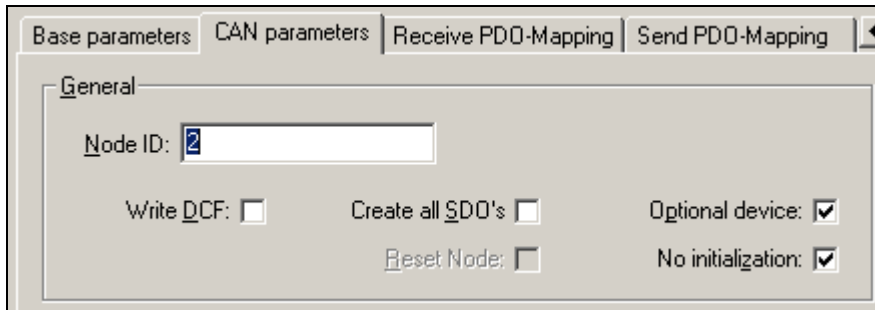 Base parameters CAN parameters Receive PDO-Mapping Send PDO-Mapping
General
Node ID: 2
Write DCF: Create all SDO's Optional device:
Reset Node: No initialization: